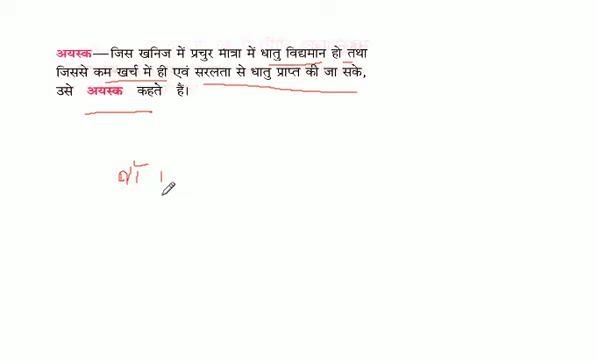 अयस्क—जिस खनिज में प्रचुर मात्रा में धातु विद्यमान हो तथा
जिससे कम खर्च में ही एवं सरलता से धातु प्राप्त की जा सके,
उसे अयस्क कहते हैं।